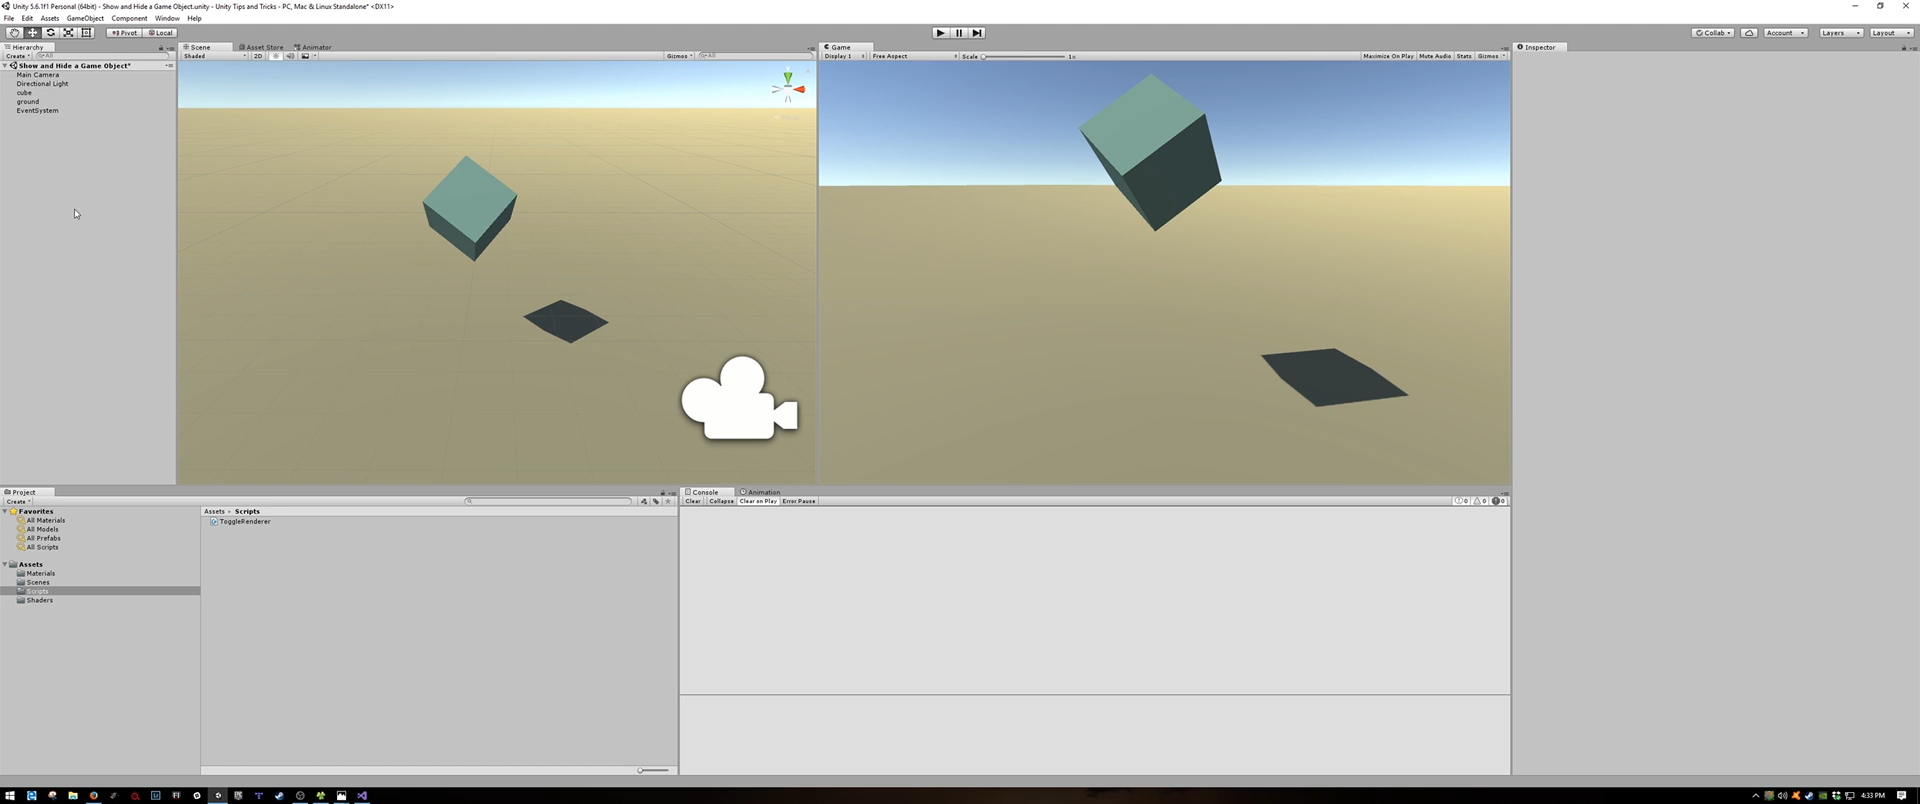 Unity 5.6.1f1 Personal (64bit) - Show and Hide a Game Object.unity - Unity Tips and Tricks - PC, Mac & Linux Standalone* <DX11>
File Edit Assets GameObject Component Window Help
Pivot Local Collab Account Layers Layout
Hierarchy Scene Asset Store Animator Game Inspector
Create All Shaded 2D Gizmos All Display 1 Free Aspect Scale 1x Maximize On Play Mute Audio Stats Gizmos
Show and Hide a Game Object*
Main Camera
Directional Light
cube
ground
EventSystem
Project Console Animation
Create Clear Collapse Clear on Play Error Pause 0 0 0
Favorites Assets Scripts
All Materials ToggleRenderer
All Models
All Prefabs
All Scripts
Assets
Materials
Scenes
Scripts
Shaders
4:33 PM